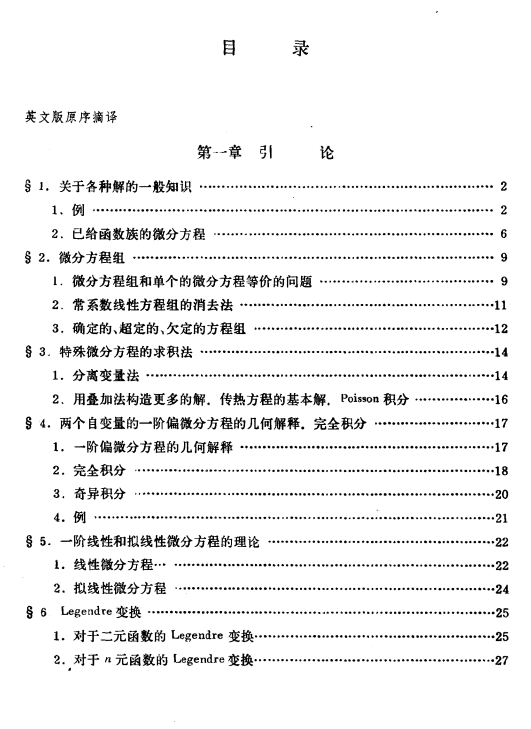 目 录
英文版原序摘译
第一章 引 论
§ 1. 关于各种解的一般知识 …… 2
1. 例 …… 2
2. 已给函数族的微分方程 …… 6
§ 2. 微分方程组 …… 9
1. 微分方程组和单个的微分方程等价的问题 …… 9
2. 常系数线性方程组的消去法 …… 11
3. 确定的、超定的、欠定的方程组 …… 12
§ 3. 特殊微分方程的求积法 …… 14
1. 分离变量法 …… 14
2. 用叠加法构造更多的解. 传热方程的基本解. Poisson 积分 …… 16
§ 4. 两个自变量的一阶偏微分方程的几何解释. 完全积分 …… 17
1. 一阶偏微分方程的几何解释 …… 17
2. 完全积分 …… 18
3. 奇异积分 …… 20
4. 例 …… 21
§ 5. 一阶线性和拟线性微分方程的理论 …… 22
1. 线性微分方程 …… 22
2. 拟线性微分方程 …… 24
§ 6 Legendre 变换 …… 25
1. 对于二元函数的 Legendre 变换 …… 25
2. 对于 n 元函数的 Legendre 变换 …… 27